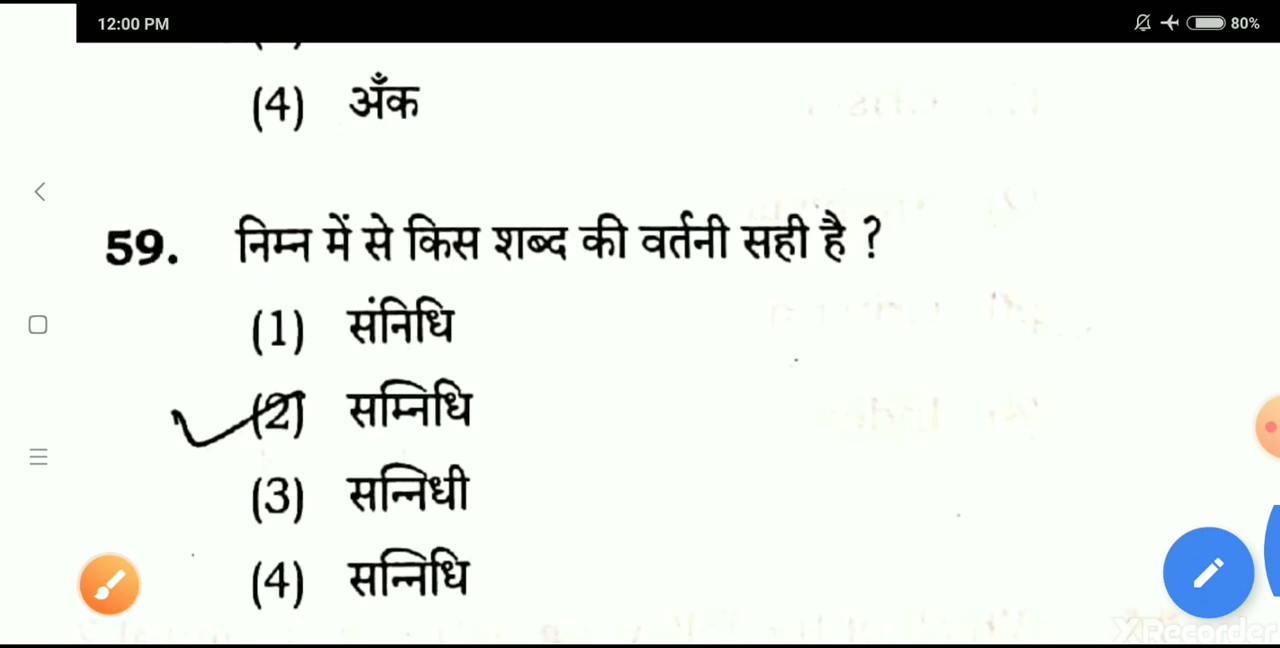 12:00 PM
80%
(4) अँक
59. निम्न में से किस शब्द की वर्तनी सही है ?
(1) संनिधि
(2) सम्निधि
(3) सन्निधी
(4) सन्निधि
XRecorder